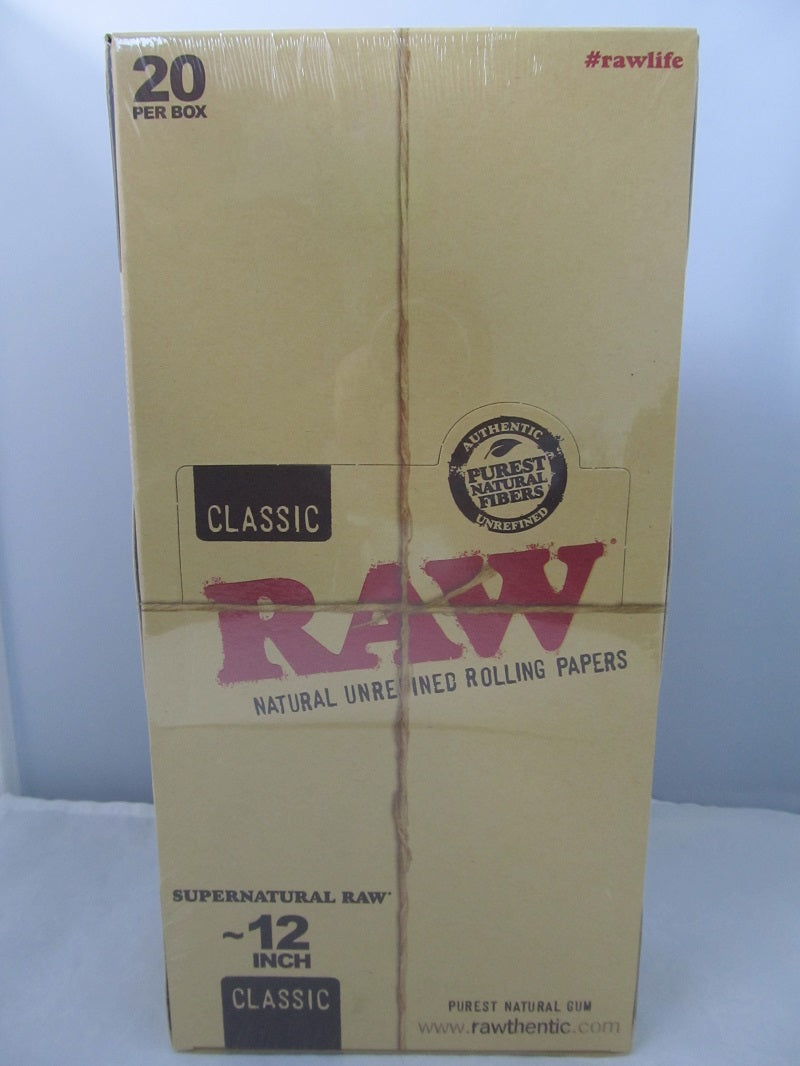 20
PER BOX
#rawlife
AUTHENTIC
PUREST
NATURAL
FIBERS
UNREFINED
CLASSIC
RAW
NATURAL UNREFINED ROLLING PAPERS
SUPERNATURAL RAW
~12
INCH
CLASSIC
PUREST NATURAL GUM
www.rawthentic.com